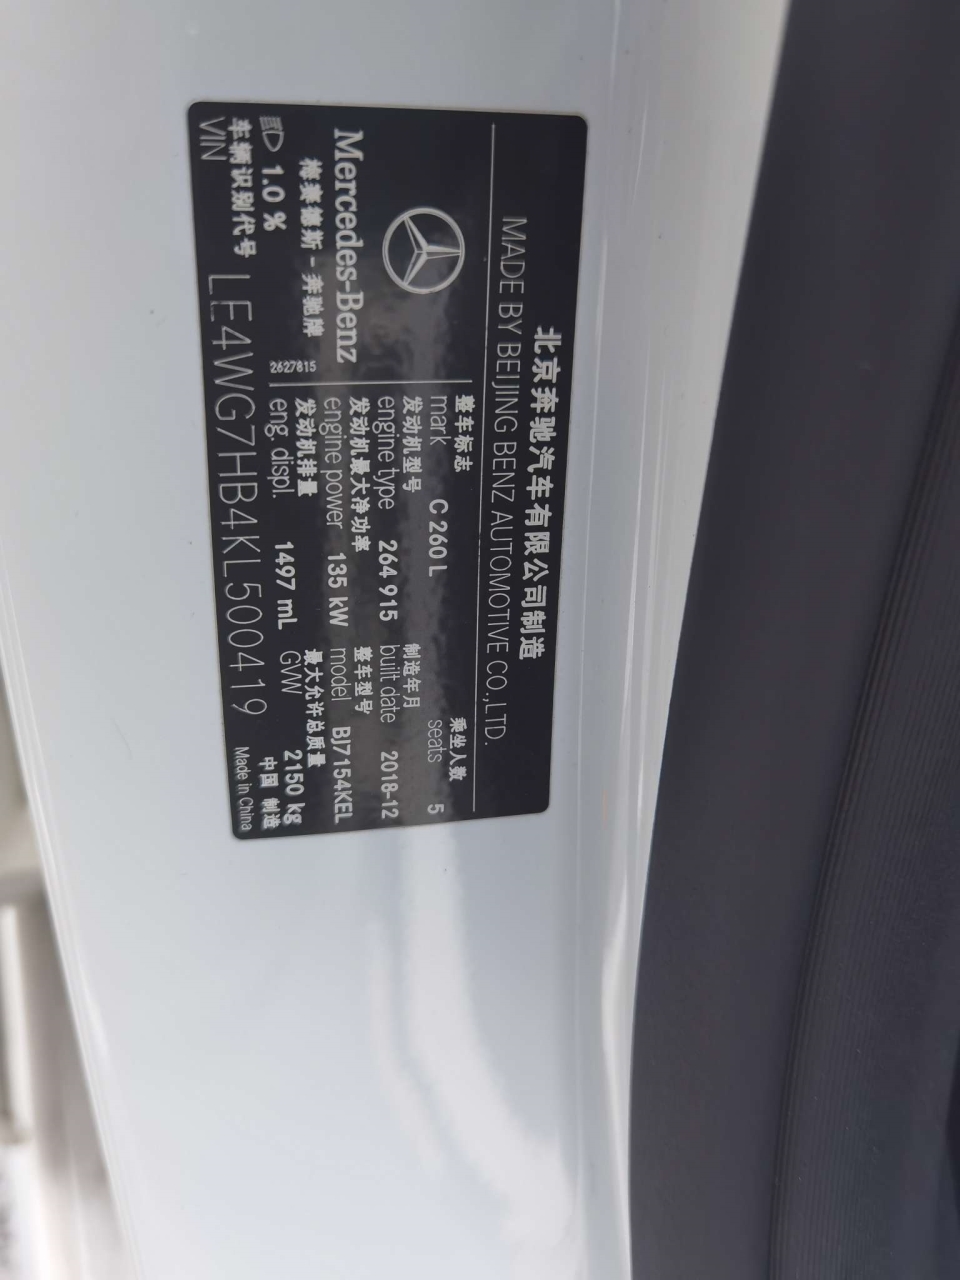 北京奔驰汽车有限公司制造
MADE BY BEIJING BENZ AUTOMOTIVE CO.,LTD.
整车标志 乘坐人数
mark C 260 L seats 5
发动机型号 制造年月
engine type 264 915 built date 2018-12
发动机最大净功率 整车型号
engine power 135 kW model BJ7154KEL
发动机排量 最大允许总质量
eng. displ. 1497 mL GVW 2150 kg
Mercedes-Benz
梅赛德斯-奔驰牌
2627815
1.0 %
中国 制造
Made in China
车辆识别代号
VIN LE4WG7HB4KL500419